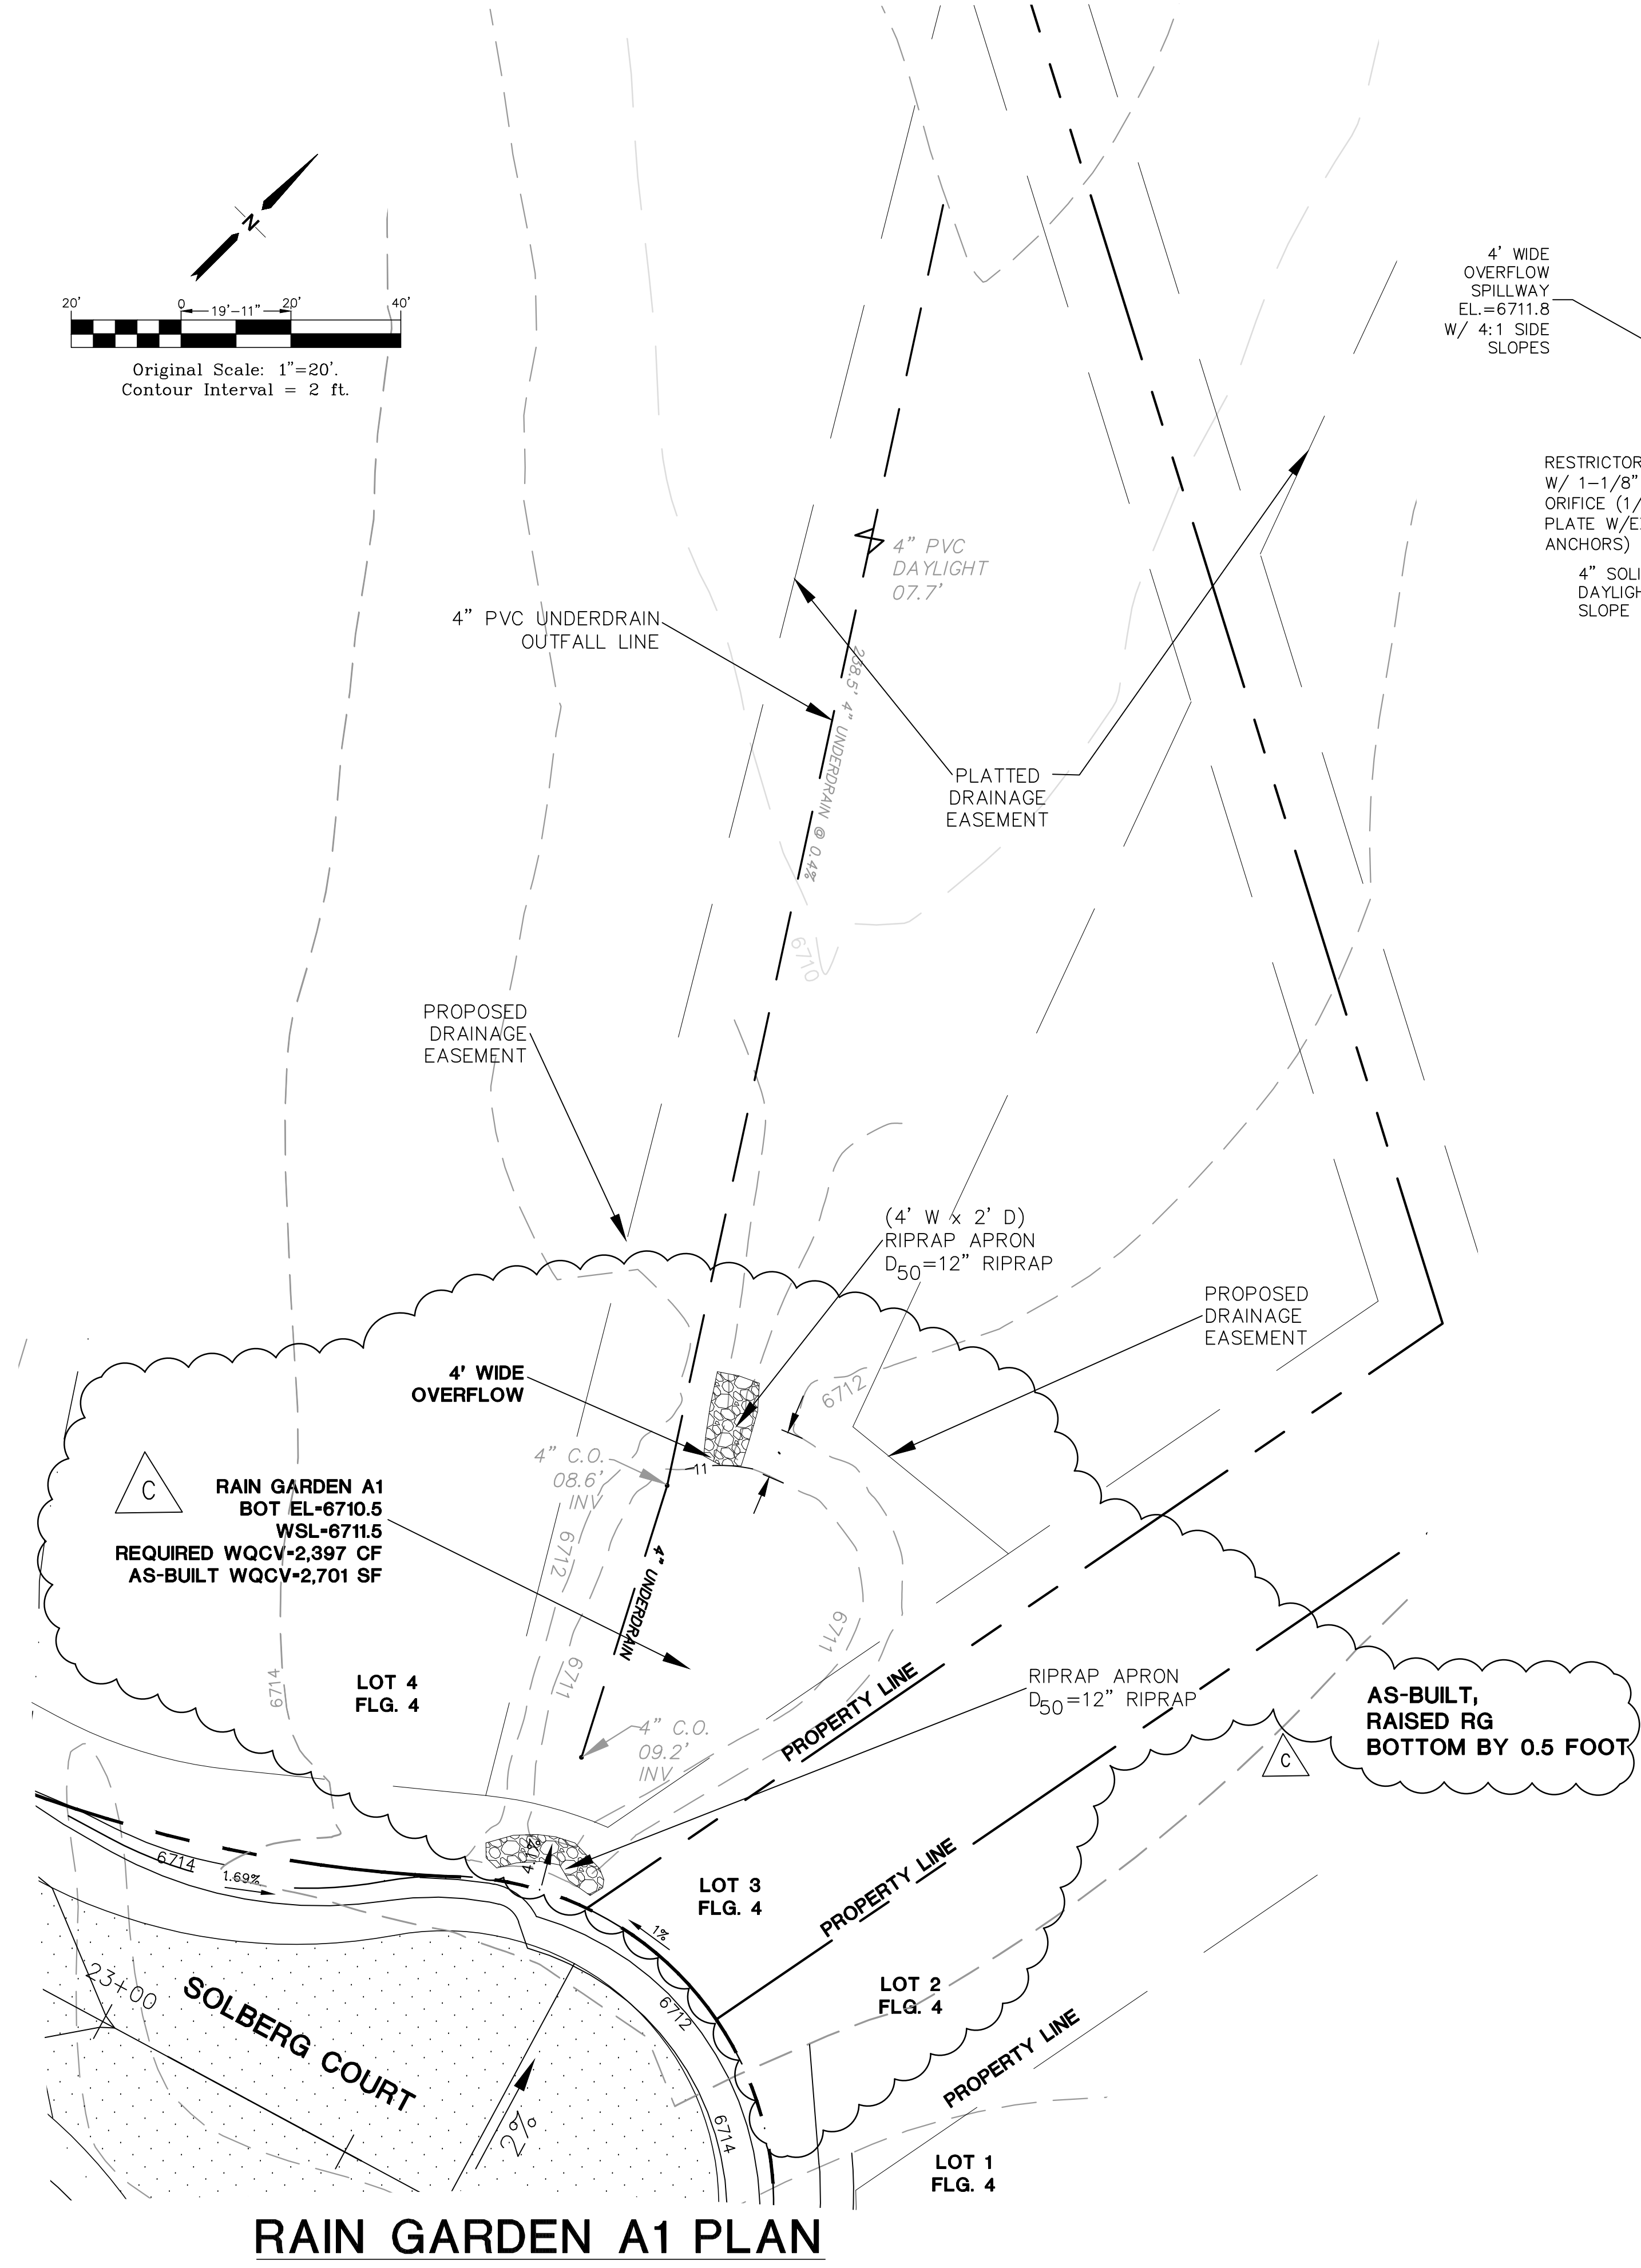 N
20'
0
19'-11"
20'
40'
Original Scale: 1"=20'.
Contour Interval = 2 ft.
4' WIDE
OVERFLOW
SPILLWAY
EL.=6711.8
W/ 4:1 SIDE
SLOPES
RESTRICTOR
W/ 1-1/8"
ORIFICE (1/
PLATE W/E
ANCHORS)
4" SOLI
DAYLIGH
SLOPE
4" PVC
DAYLIGHT
07.7'
4" PVC UNDERDRAIN
OUTFALL LINE
238.5' 4" UNDERDRAIN @ 0.4%
PLATTED
DRAINAGE
EASEMENT
6710
PROPOSED
DRAINAGE
EASEMENT
(4' W x 2' D)
RIPRAP APRON
D50=12" RIPRAP
PROPOSED
DRAINAGE
EASEMENT
4' WIDE
OVERFLOW
6712
4" C.O.
08.6'
INV
11
C
RAIN GARDEN A1
BOT EL=6710.5
WSL=6711.5
REQUIRED WQCV=2,397 CF
AS-BUILT WQCV=2,701 SF
6712
4" UNDERDRAIN
6711
6711
6714
LOT 4
FLG. 4
4" C.O.
09.2'
INV
PROPERTY LINE
RIPRAP APRON
D50=12" RIPRAP
AS-BUILT,
RAISED RG
BOTTOM BY 0.5 FOOT
C
6714
1.69%
LOT 3
FLG. 4
PROPERTY LINE
1%
23+00
SOLBERG COURT
2%
6712
LOT 2
FLG. 4
PROPERTY LINE
6714
LOT 1
FLG. 4
RAIN GARDEN A1 PLAN